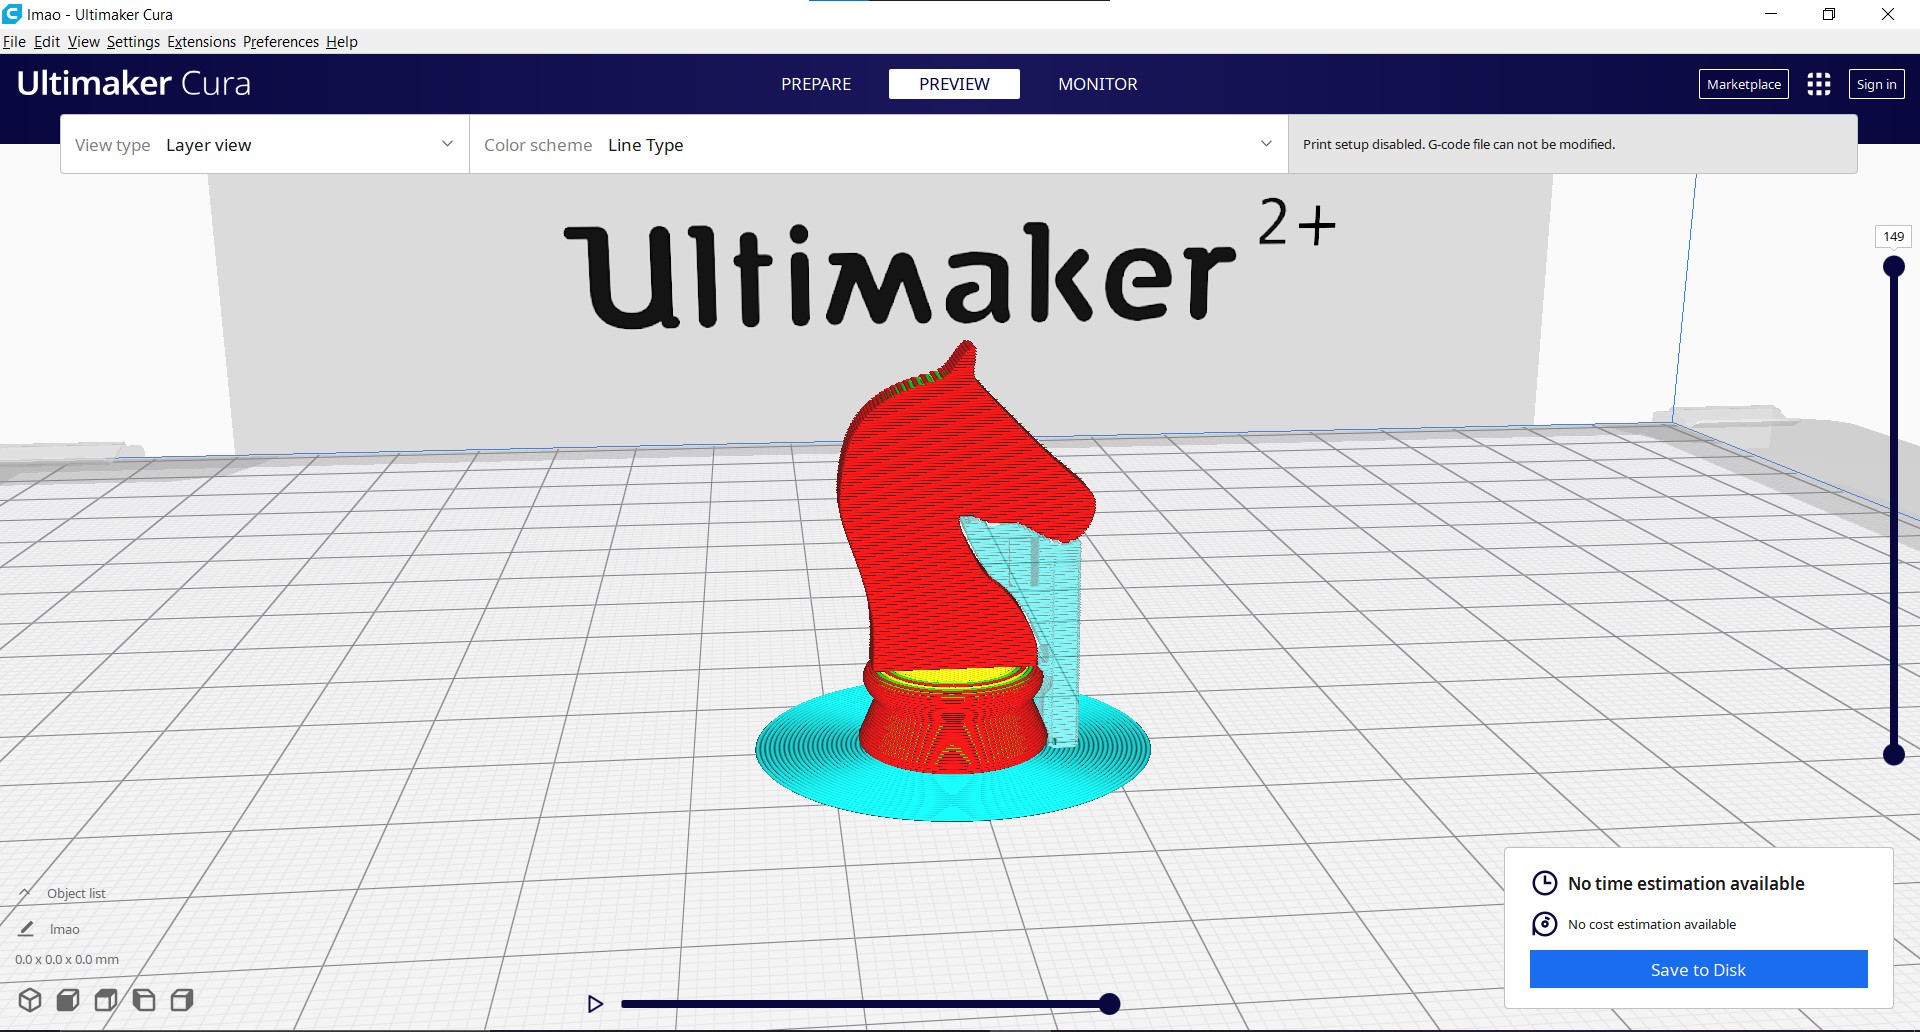 lmao - Ultimaker Cura
File Edit View Settings Extensions Preferences Help
Ultimaker Cura
PREPARE
PREVIEW
MONITOR
Marketplace
Sign in
View type Layer view
Color scheme Line Type
Print setup disabled. G-code file can not be modified.
Ultimaker 2+
149
Object list
lmao
0.0 x 0.0 x 0.0 mm
No time estimation available
No cost estimation available
Save to Disk